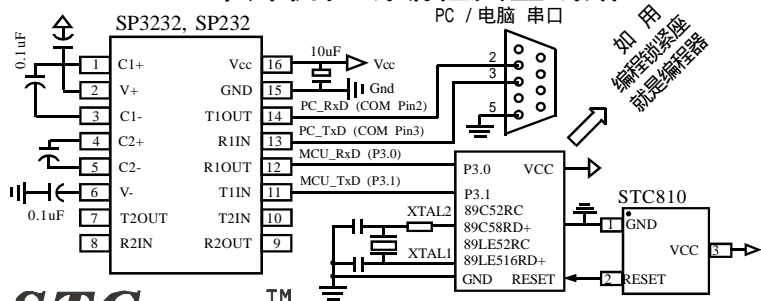 SP3232, SP232
PC / 电脑 串口
如 用
编程锁紧座
就是编程器
0.1uF
10uF
1 C1+ Vcc 16 Vcc
2 V+ GND 15 Gnd
3 C1- T1OUT 14 PC_RxD (COM Pin2)
4 C2+ R1IN 13 PC_TxD (COM Pin3)
5 C2- R1OUT 12 MCU_RxD (P3.0)
6 V- T1IN 11 MCU_TxD (P3.1)
7 T2OUT T2IN 10
8 R2IN R2OUT 9
0.1uF
2
3
5
P3.0 VCC
P3.1
89C52RC
89C58RD+
89LE52RC
89LE516RD+
GND RESET
XTAL2
XTAL1
STC810
1 GND
VCC 3
2 RESET
STC TM